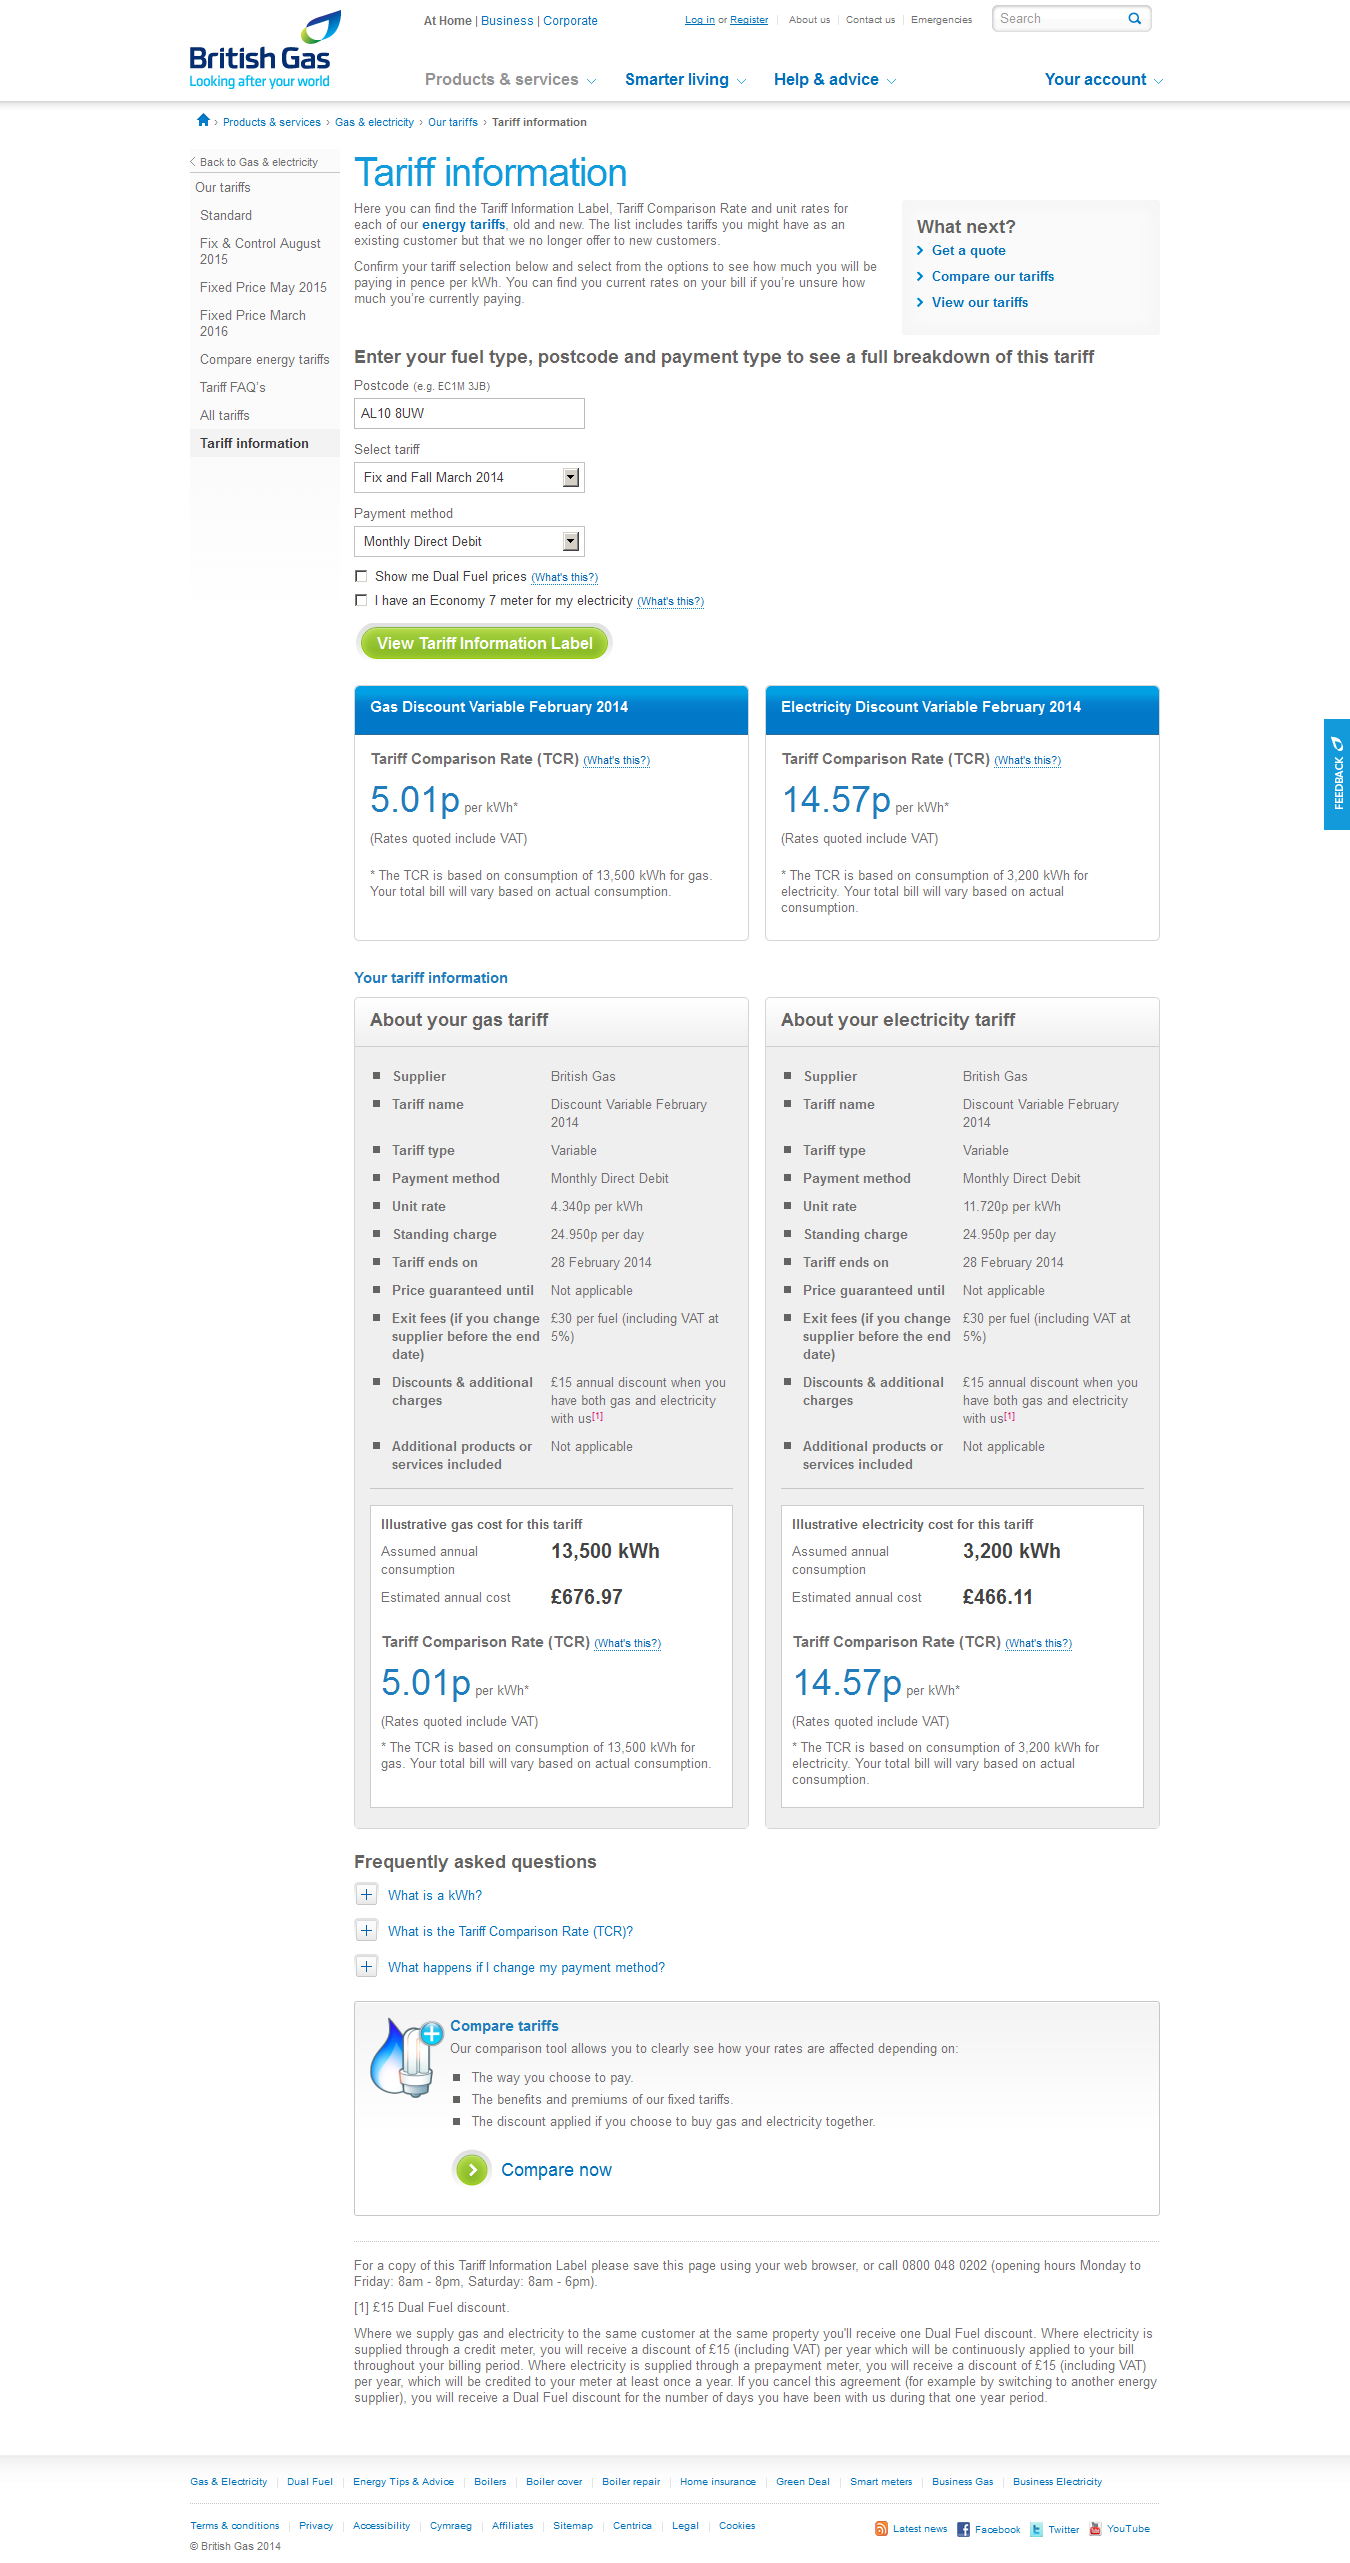 British Gas
Looking after your world
At Home | Business | Corporate
Log in or Register | About us | Contact us | Emergencies
Search
Products & services
Smarter living
Help & advice
Your account
› Products & services › Gas & electricity › Our tariffs › Tariff information
Back to Gas & electricity
Our tariffs
Standard
Fix & Control August
2015
Fixed Price May 2015
Fixed Price March
2016
Compare energy tariffs
Tariff FAQ's
All tariffs
Tariff information
Tariff information
Here you can find the Tariff Information Label, Tariff Comparison Rate and unit rates for
each of our energy tariffs, old and new. The list includes tariffs you might have as an
existing customer but that we no longer offer to new customers.
Confirm your tariff selection below and select from the options to see how much you will be
paying in pence per kWh. You can find you current rates on your bill if you're unsure how
much you're currently paying.
What next?
Get a quote
Compare our tariffs
View our tariffs
Enter your fuel type, postcode and payment type to see a full breakdown of this tariff
Postcode (e.g. EC1M 3JB)
AL10 8UW
Select tariff
Fix and Fall March 2014
Payment method
Monthly Direct Debit
Show me Dual Fuel prices (What's this?)
I have an Economy 7 meter for my electricity (What's this?)
View Tariff Information Label
FEEDBACK
Gas Discount Variable February 2014
Tariff Comparison Rate (TCR) (What's this?)
5.01p per kWh*
(Rates quoted include VAT)
* The TCR is based on consumption of 13,500 kWh for gas.
Your total bill will vary based on actual consumption.
Electricity Discount Variable February 2014
Tariff Comparison Rate (TCR) (What's this?)
14.57p per kWh*
(Rates quoted include VAT)
* The TCR is based on consumption of 3,200 kWh for
electricity. Your total bill will vary based on actual
consumption.
Your tariff information
About your gas tariff
Supplier British Gas
Tariff name Discount Variable February
2014
Tariff type Variable
Payment method Monthly Direct Debit
Unit rate 4.340p per kWh
Standing charge 24.950p per day
Tariff ends on 28 February 2014
Price guaranteed until Not applicable
Exit fees (if you change £30 per fuel (including VAT at
supplier before the end 5%)
date)
Discounts & additional £15 annual discount when you
charges have both gas and electricity
with us[1]
Additional products or Not applicable
services included
Illustrative gas cost for this tariff
Assumed annual 13,500 kWh
consumption
Estimated annual cost £676.97
Tariff Comparison Rate (TCR) (What's this?)
5.01p per kWh*
(Rates quoted include VAT)
* The TCR is based on consumption of 13,500 kWh for
gas. Your total bill will vary based on actual consumption.
About your electricity tariff
Supplier British Gas
Tariff name Discount Variable February
2014
Tariff type Variable
Payment method Monthly Direct Debit
Unit rate 11.720p per kWh
Standing charge 24.950p per day
Tariff ends on 28 February 2014
Price guaranteed until Not applicable
Exit fees (if you change £30 per fuel (including VAT at
supplier before the end 5%)
date)
Discounts & additional £15 annual discount when you
charges have both gas and electricity
with us[1]
Additional products or Not applicable
services included
Illustrative electricity cost for this tariff
Assumed annual 3,200 kWh
consumption
Estimated annual cost £466.11
Tariff Comparison Rate (TCR) (What's this?)
14.57p per kWh*
(Rates quoted include VAT)
* The TCR is based on consumption of 3,200 kWh for
electricity. Your total bill will vary based on actual
consumption.
Frequently asked questions
What is a kWh?
What is the Tariff Comparison Rate (TCR)?
What happens if I change my payment method?
Compare tariffs
Our comparison tool allows you to clearly see how your rates are affected depending on:
The way you choose to pay.
The benefits and premiums of our fixed tariffs.
The discount applied if you choose to buy gas and electricity together.
Compare now
For a copy of this Tariff Information Label please save this page using your web browser, or call 0800 048 0202 (opening hours Monday to
Friday: 8am - 8pm, Saturday: 8am - 6pm).
[1] £15 Dual Fuel discount.
Where we supply gas and electricity to the same customer at the same property you'll receive one Dual Fuel discount. Where electricity is
supplied through a credit meter, you will receive a discount of £15 (including VAT) per year which will be continuously applied to your bill
throughout your billing period. Where electricity is supplied through a prepayment meter, you will receive a discount of £15 (including VAT)
per year, which will be credited to your meter at least once a year. If you cancel this agreement (for example by switching to another energy
supplier), you will receive a Dual Fuel discount for the number of days you have been with us during that one year period.
Gas & Electricity | Dual Fuel | Energy Tips & Advice | Boilers | Boiler cover | Boiler repair | Home insurance | Green Deal | Smart meters | Business Gas | Business Electricity
Terms & conditions | Privacy | Accessibility | Cymraeg | Affiliates | Sitemap | Centrica | Legal | Cookies
Latest news Facebook Twitter YouTube
© British Gas 2014